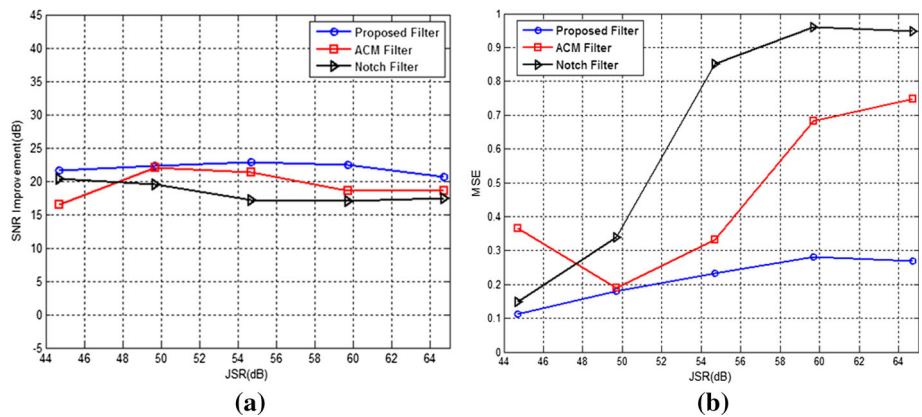 45
40
35
30
25
20
15
10
5
0
-5
SNIR Improvement(dB)
44 46 48 50 52 54 56 58 60 62 64
JSR(dB)
Proposed Filter
ACM Filter
Notch Filter
(a)
1
0.9
0.8
0.7
0.6
0.5
0.4
0.3
0.2
0.1
0
MSE
44 46 48 50 52 54 56 58 60 62 64
JSR(dB)
Proposed Filter
ACM Filter
Notch Filter
(b)